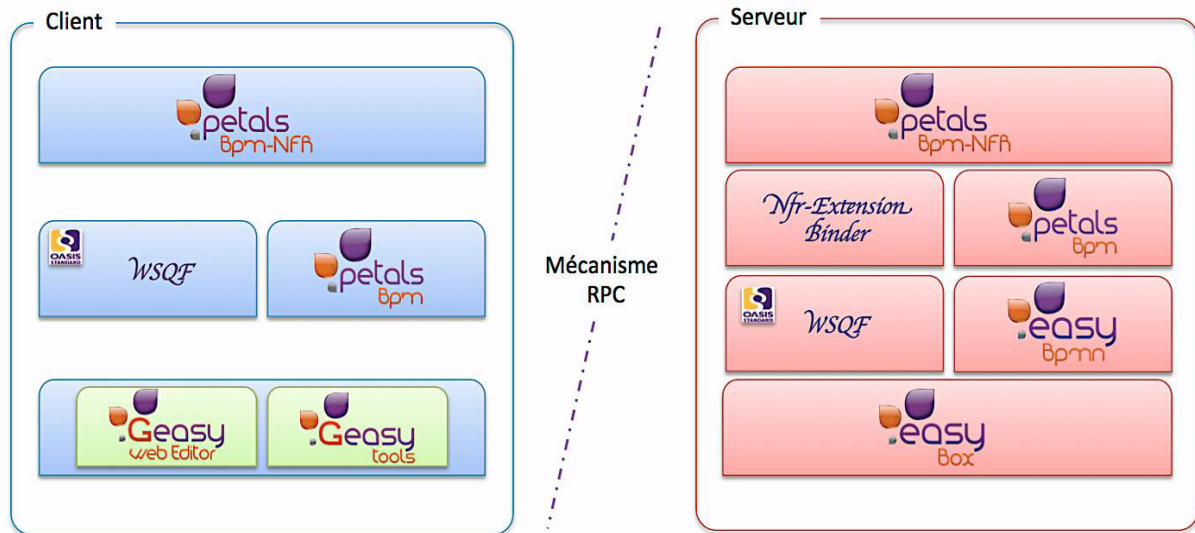 Client
petals
Bpm-NFR
OASIS
STANDARD
WSQF
petals
Bpm
Geasy
web Editor
Geasy
tools
Mécanisme
RPC
Serveur
petals
Bpm-NFR
Nfr-Extension
Binder
petals
Bpm
OASIS
STANDARD
WSQF
easy
Bpmn
easy
Box